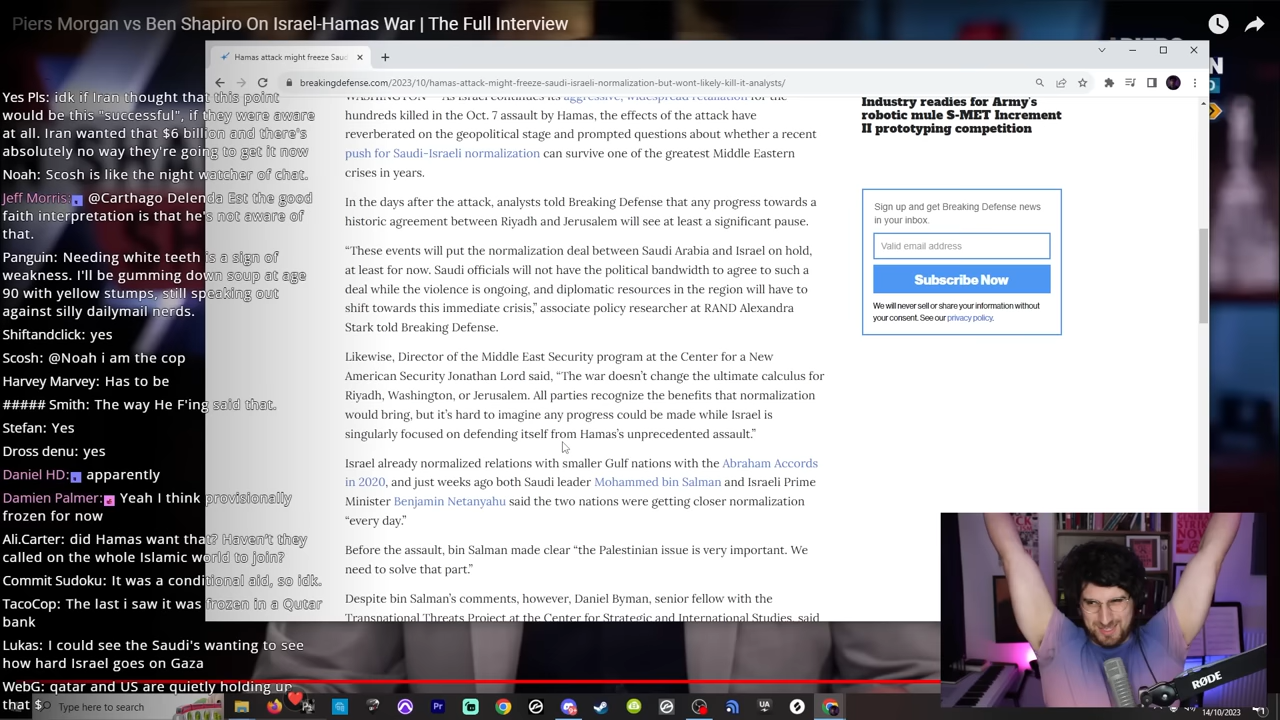 Piers Morgan vs Ben Shapiro On Israel-Hamas War | The Full Interview
Hamas attack might freeze Saud
breakingdefense.com/2023/10/hamas-attack-might-freeze-saudi-israeli-normalization-but-wont-likely-kill-it-analysts/
Yes Pls: idk if Iran thought that this point
would be this "successful", if they were aware
at all. Iran wanted that $6 billion and there's
absolutely no way they're going to get it now
Noah: Scosh is like the night watcher of chat.
Jeff Morris: @Carthago Delenda Est the good
faith interpretation is that he's not aware of
that.
Panguin: Needing white teeth is a sign of
weakness. I'll be gumming down soup at age
90 with yellow stumps, still speaking out
against silly dailymail nerds.
Shiftandclick: yes
Scosh: @Noah i am the cop
Harvey Marvey: Has to be
##### Smith: The way He F'ing said that.
Stefan: Yes
Dross denu: yes
Daniel HD: apparently
Damien Palmer: Yeah I think provisionally
frozen for now
Ali.Carter: did Hamas want that? Haven't they
called on the whole Islamic world to join?
Commit Sudoku: It was a conditional aid, so idk.
TacoCop: The last i saw it was frozen in a Qutar
bank
Lukas: I could see the Saudi's wanting to see
how hard Israel goes on Gaza
WebG: qatar and US are quietly holding up
that $
WASHINGTON — As Israel continues its aggressive, widespread retaliation for the
hundreds killed in the Oct. 7 assault by Hamas, the effects of the attack have
reverberated on the geopolitical stage and prompted questions about whether a recent
push for Saudi-Israeli normalization can survive one of the greatest Middle Eastern
crises in years.
In the days after the attack, analysts told Breaking Defense that any progress towards a
historic agreement between Riyadh and Jerusalem will see at least a significant pause.
“These events will put the normalization deal between Saudi Arabia and Israel on hold,
at least for now. Saudi officials will not have the political bandwidth to agree to such a
deal while the violence is ongoing, and diplomatic resources in the region will have to
shift towards this immediate crisis,” associate policy researcher at RAND Alexandra
Stark told Breaking Defense.
Likewise, Director of the Middle East Security program at the Center for a New
American Security Jonathan Lord said, “The war doesn’t change the ultimate calculus for
Riyadh, Washington, or Jerusalem. All parties recognize the benefits that normalization
would bring, but it’s hard to imagine any progress could be made while Israel is
singularly focused on defending itself from Hamas’s unprecedented assault.”
Israel already normalized relations with smaller Gulf nations with the Abraham Accords
in 2020, and just weeks ago both Saudi leader Mohammed bin Salman and Israeli Prime
Minister Benjamin Netanyahu said the two nations were getting closer normalization
“every day.”
Before the assault, bin Salman made clear “the Palestinian issue is very important. We
need to solve that part.”
Despite bin Salman’s comments, however, Daniel Byman, senior fellow with the
Transnational Threats Project at the Center for Strategic and International Studies, said
Industry readies for Army's
robotic mule S-MET Increment
II prototyping competition
Sign up and get Breaking Defense news
in your inbox.
Valid email address
Subscribe Now
We will never sell or share your information without
your consent. See our privacy policy.
RØDE
Type here to search
14/10/2023